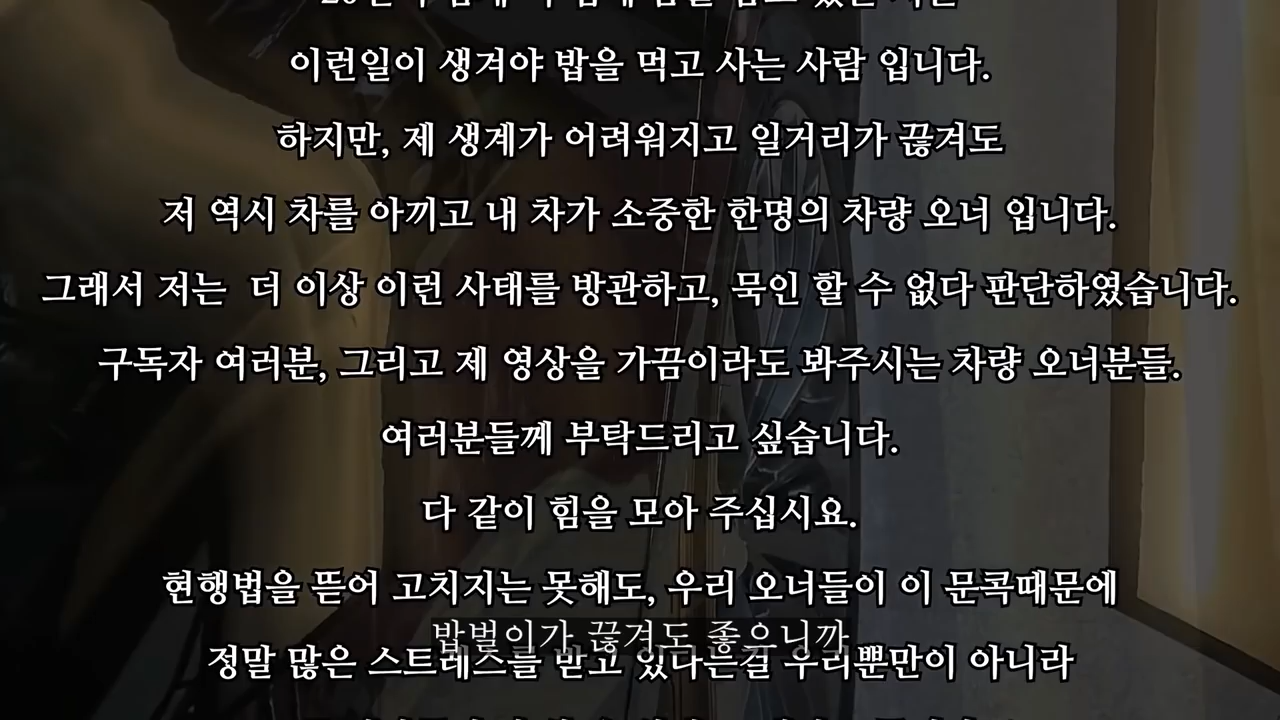 이런일이 생겨야 밥을 먹고 사는 사람 입니다.
하지만, 제 생계가 어려워지고 일거리가 끊겨도
저 역시 차를 아끼고 내 차가 소중한 한명의 차량 오너 입니다.
그래서 저는 더 이상 이런 사태를 방관하고, 묵인 할 수 없다 판단하였습니다.
구독자 여러분, 그리고 제 영상을 가끔이라도 봐주시는 차량 오너분들.
여러분들께 부탁드리고 싶습니다.
다 같이 힘을 모아 주십시요.
현행법을 뜯어 고치지는 못해도, 우리 오너들이 이 문콕때문에
밥벌이가 끊겨도 좋으니까
정말 많은 스트레스를 받고 있다는걸 우리뿐만이 아니라